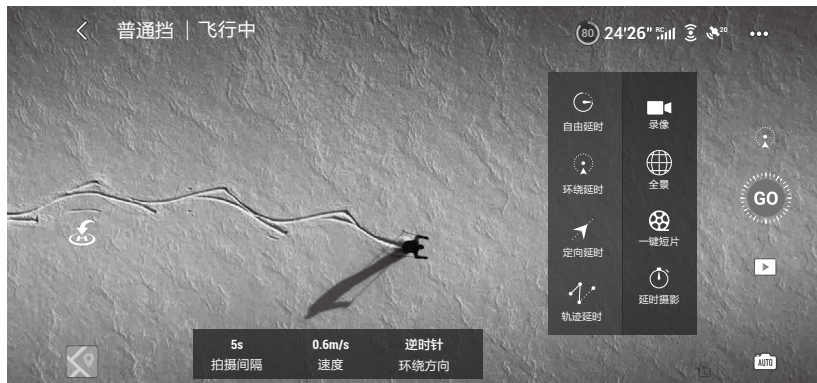 普通挡 | 飞行中
80 24'26" RC 20
自由延时
录像
环绕延时
全景
定向延时
一键短片
轨迹延时
延时摄影
GO
5s
拍摄间隔
0.6m/s
速度
逆时针
环绕方向
AUTO
H